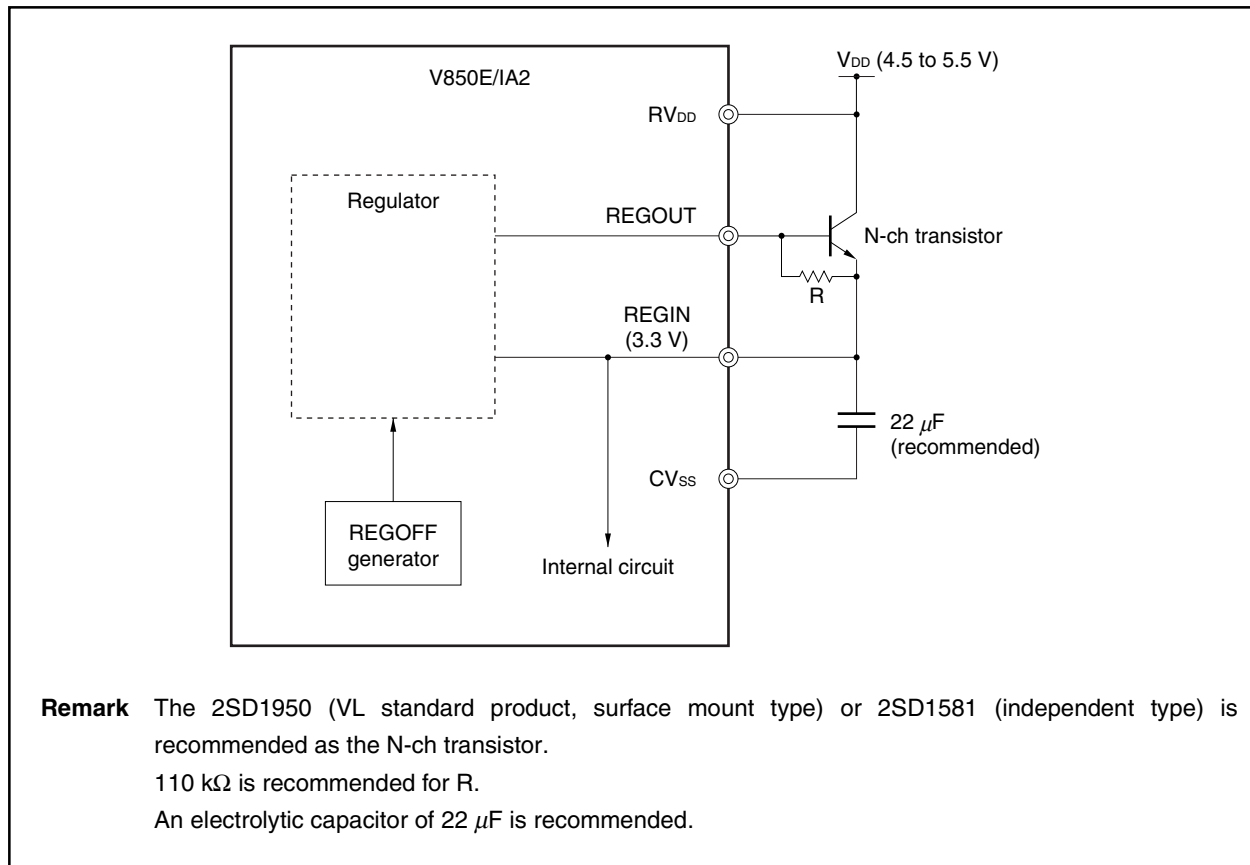 V850E/IA2
VDD (4.5 to 5.5 V)
RVDD
Regulator
REGOUT
N-ch transistor
R
REGIN
(3.3 V)
22 μF
(recommended)
CVSS
REGOFF
generator
Internal circuit
Remark The 2SD1950 (VL standard product, surface mount type) or 2SD1581 (independent type) is
recommended as the N-ch transistor.
110 kΩ is recommended for R.
An electrolytic capacitor of 22 μF is recommended.